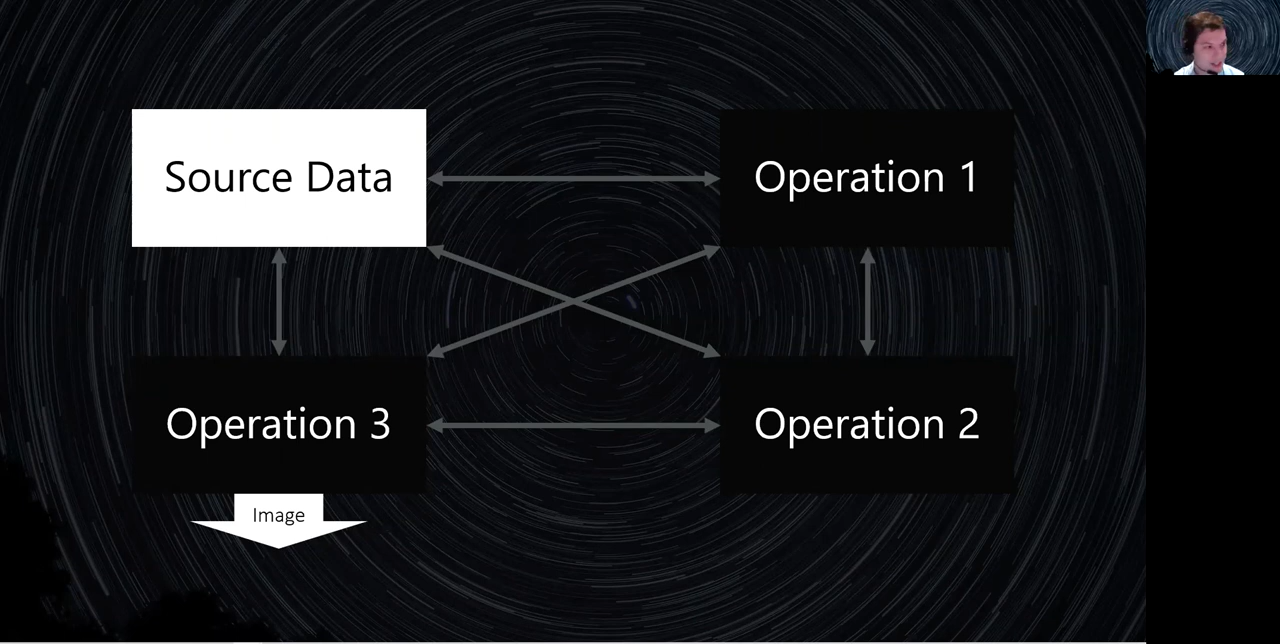 Source Data
Operation 1
Operation 3
Operation 2
Image